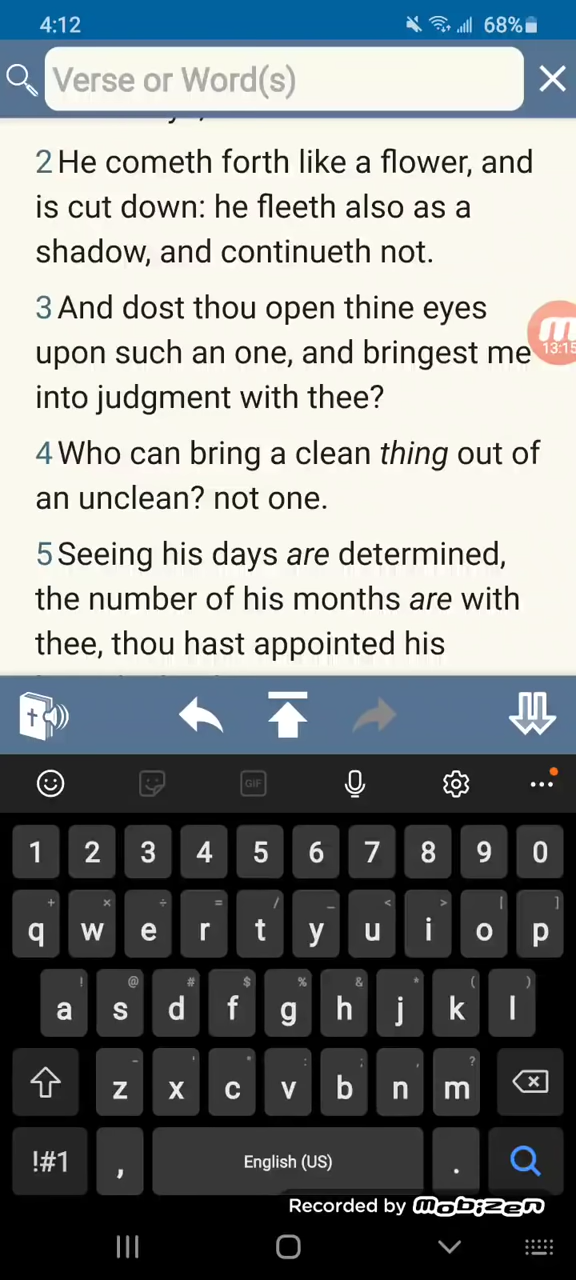 4:12 68%
Verse or Word(s)
2 He cometh forth like a flower, and
is cut down: he fleeth also as a
shadow, and continueth not.
3 And dost thou open thine eyes
upon such an one, and bringest me
13:15
into judgment with thee?
4 Who can bring a clean thing out of
an unclean? not one.
5 Seeing his days are determined,
the number of his months are with
thee, thou hast appointed his
GIF
1 2 3 4 5 6 7 8 9 0
+ × ÷ = / _ < > [ ]
q w e r t y u i o p
! @ # $ % & * ( )
a s d f g h j k l
- ' " : ; , ?
z x c v b n m
!#1 , English (US) .
Recorded by mobizen